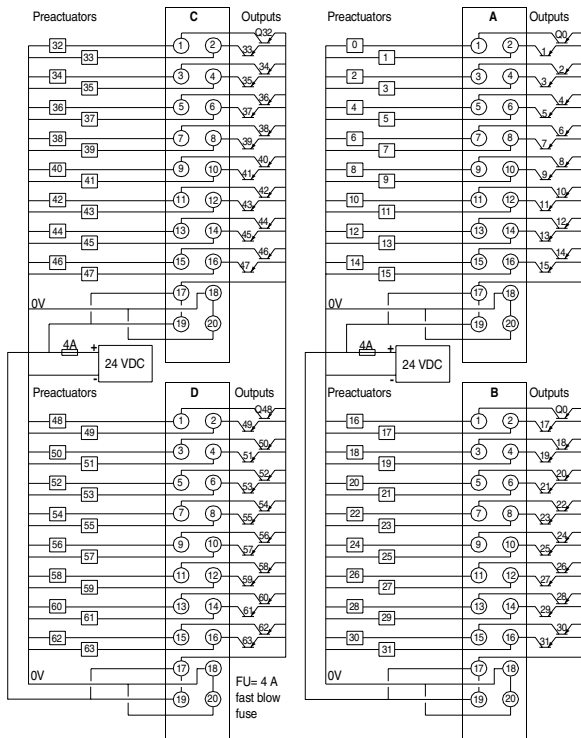 Preactuators C Outputs
32 1 2 Q32
33 33
34 3 4 34
35 35
36 5 6 36
37 37
38 7 8 38
39 39
40 9 10 40
41 41
42 11 12 42
43 43
44 13 14 44
45 45
46 15 16 46
47 47
17 18
0V
19 20
4A + 24 VDC -
Preactuators D Outputs
48 1 2 Q48
49 49
50 3 4 50
51 51
52 5 6 52
53 53
54 7 8 54
55 55
56 9 10 56
57 57
58 11 12 58
59 59
60 13 14 60
61 61
62 15 16 62
63 63
17 18
0V
19 20
FU= 4 A
fast blow
fuse
Preactuators A Outputs
0 1 2 Q0
1 1
2 3 4 2
3 3
4 5 6 4
5 5
6 7 8 6
7 7
8 9 10 8
9 9
10 11 12 10
11 11
12 13 14 12
13 13
14 15 16 14
15 15
17 18
0V
19 20
4A + 24 VDC -
Preactuators B Outputs
16 1 2 Q0
17 17
18 3 4 18
19 19
20 5 6 20
21 21
22 7 8 22
23 23
24 9 10 24
25 25
26 11 12 26
27 27
28 13 14 28
29 29
30 15 16 30
31 31
17 18
0V
19 20